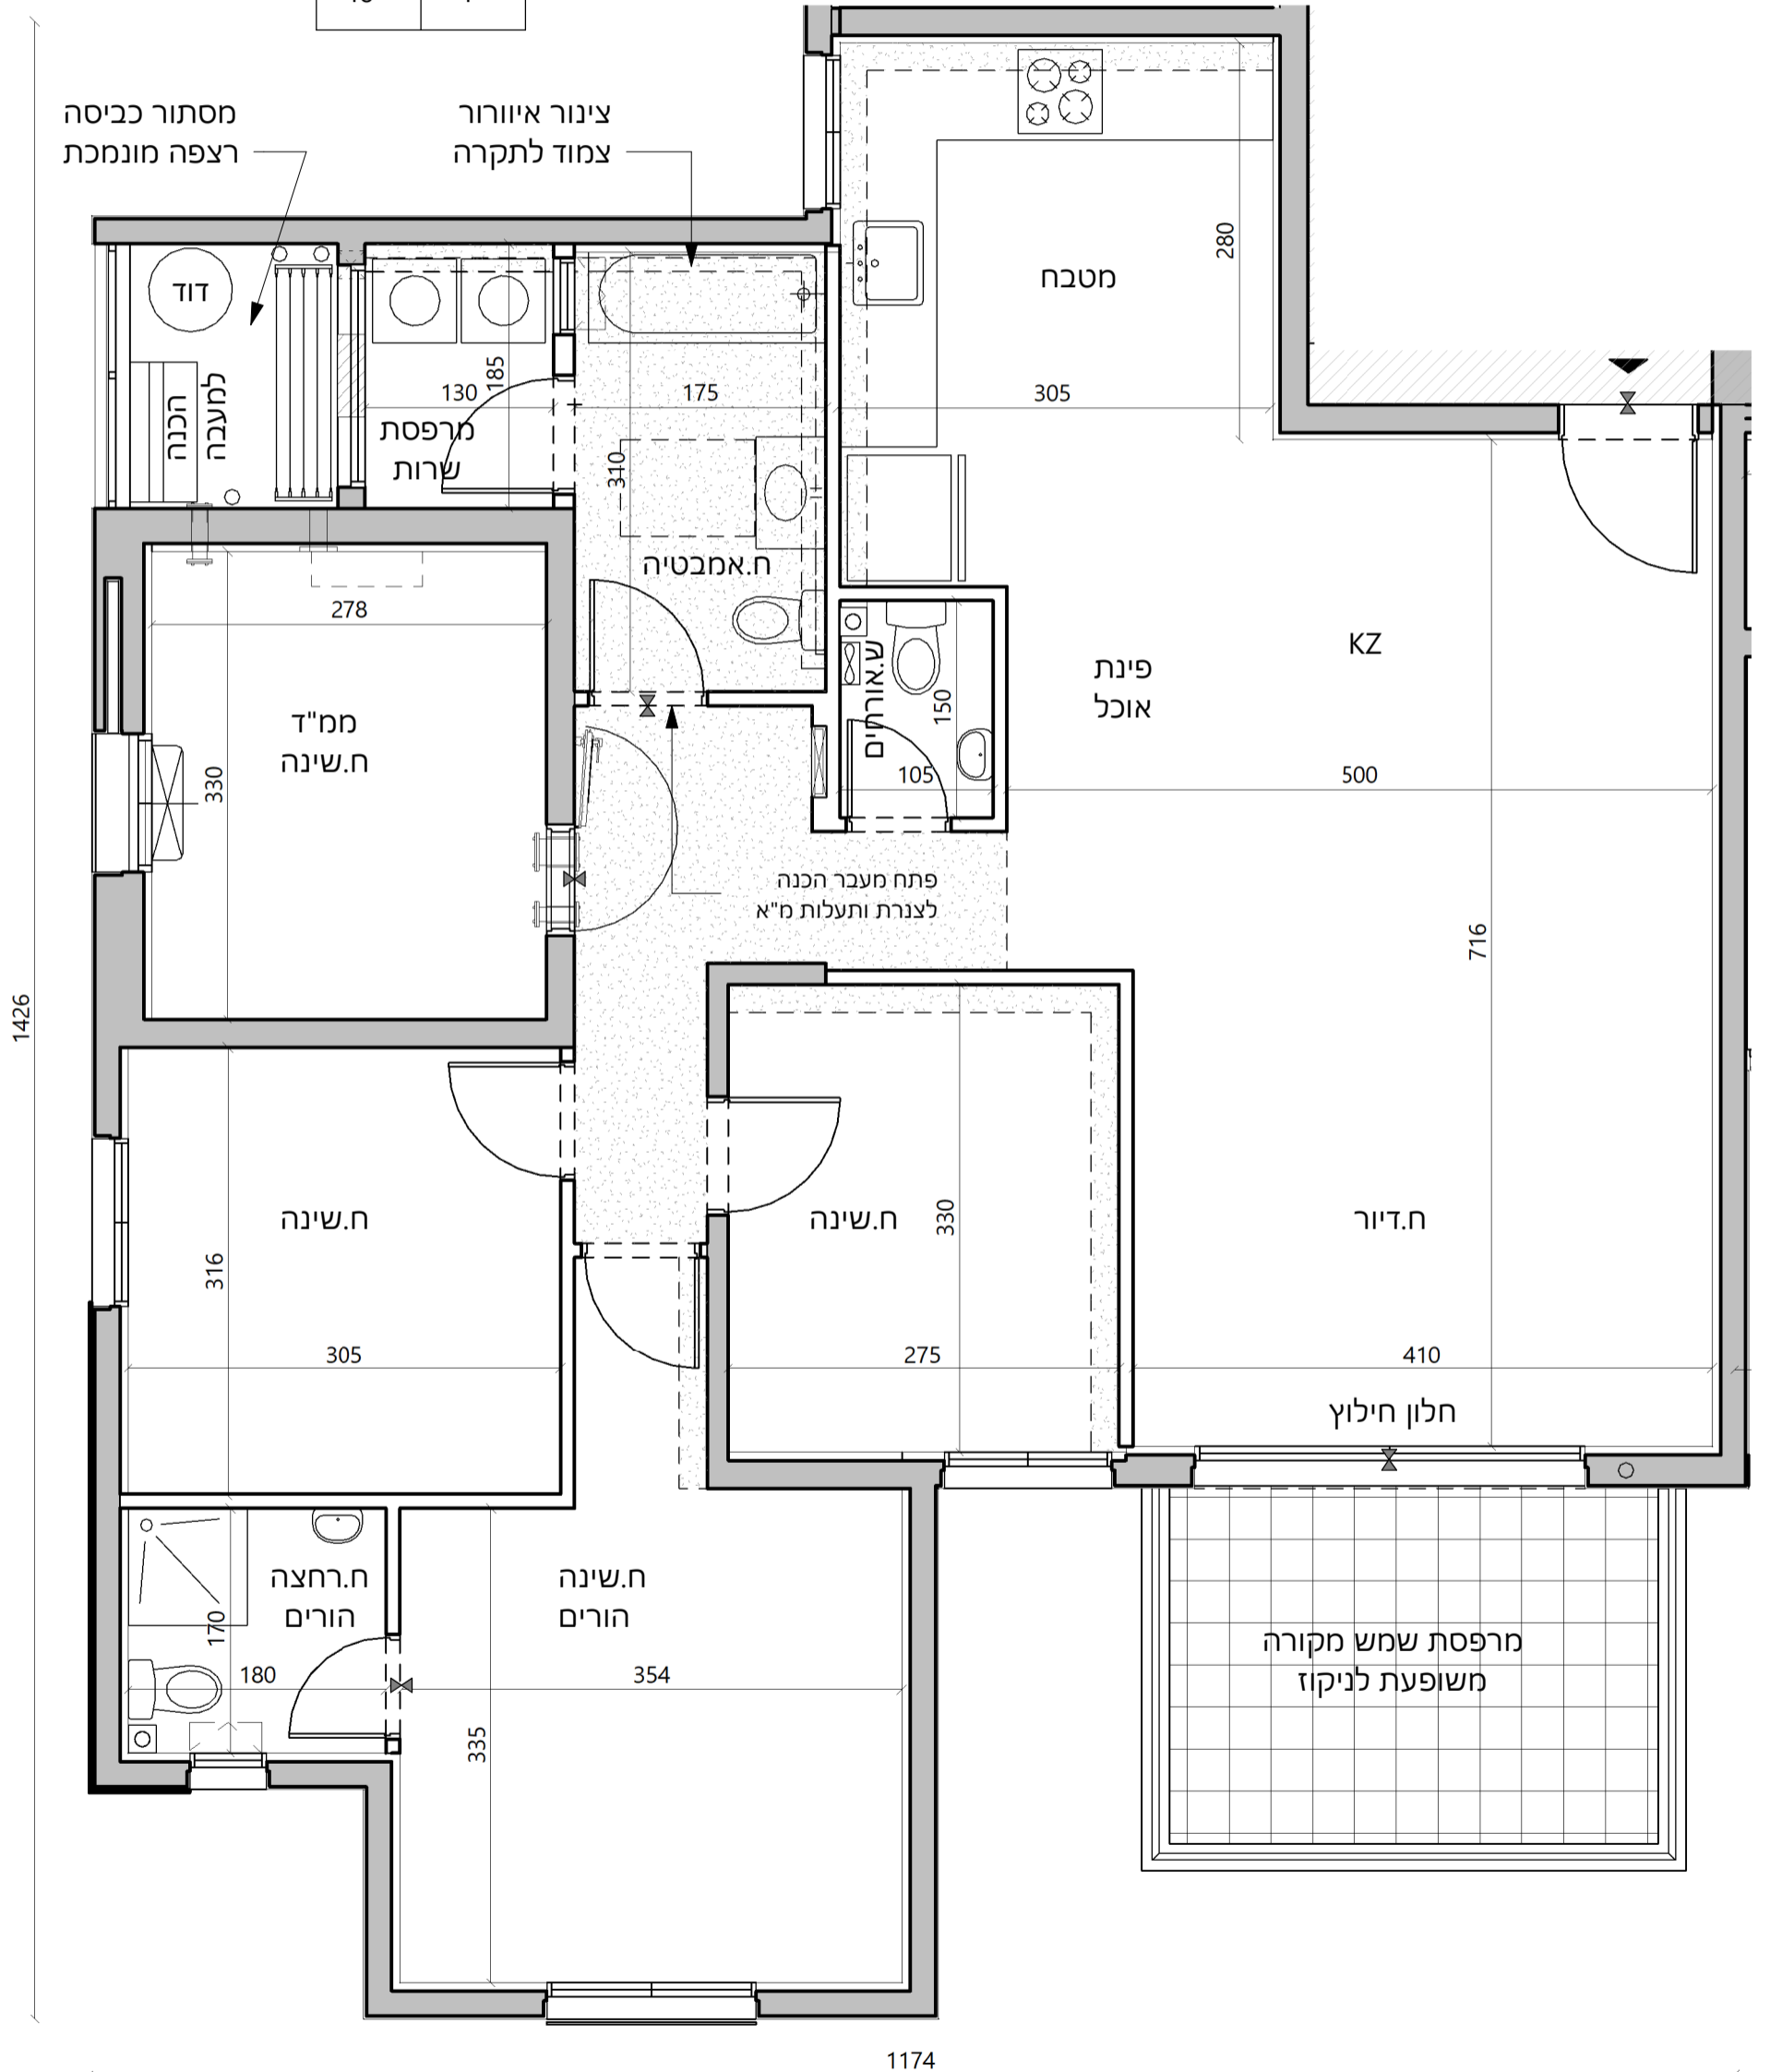 מסתור כביסה
רצפה מונמכת
צינור איוורור
צמוד לתקרה
דוד
הכנה
למעבה
מרפסת
שרות
130
185
175
310
ח.אמבטיה
305
280
מטבח
278
330
ממ"ד
ח.שינה
ש.אורחים
150
105
פינת
אוכל
KZ
500
716
פתח מעבר הכנה
לצנרת ותעלות מ"א
1426
ח.שינה
316
305
ח.שינה
330
275
ח.דיור
410
חלון חילוץ
ח.רחצה
הורים
170
180
ח.שינה
הורים
354
335
מרפסת שמש מקורה
משופעת לניקוז
1174